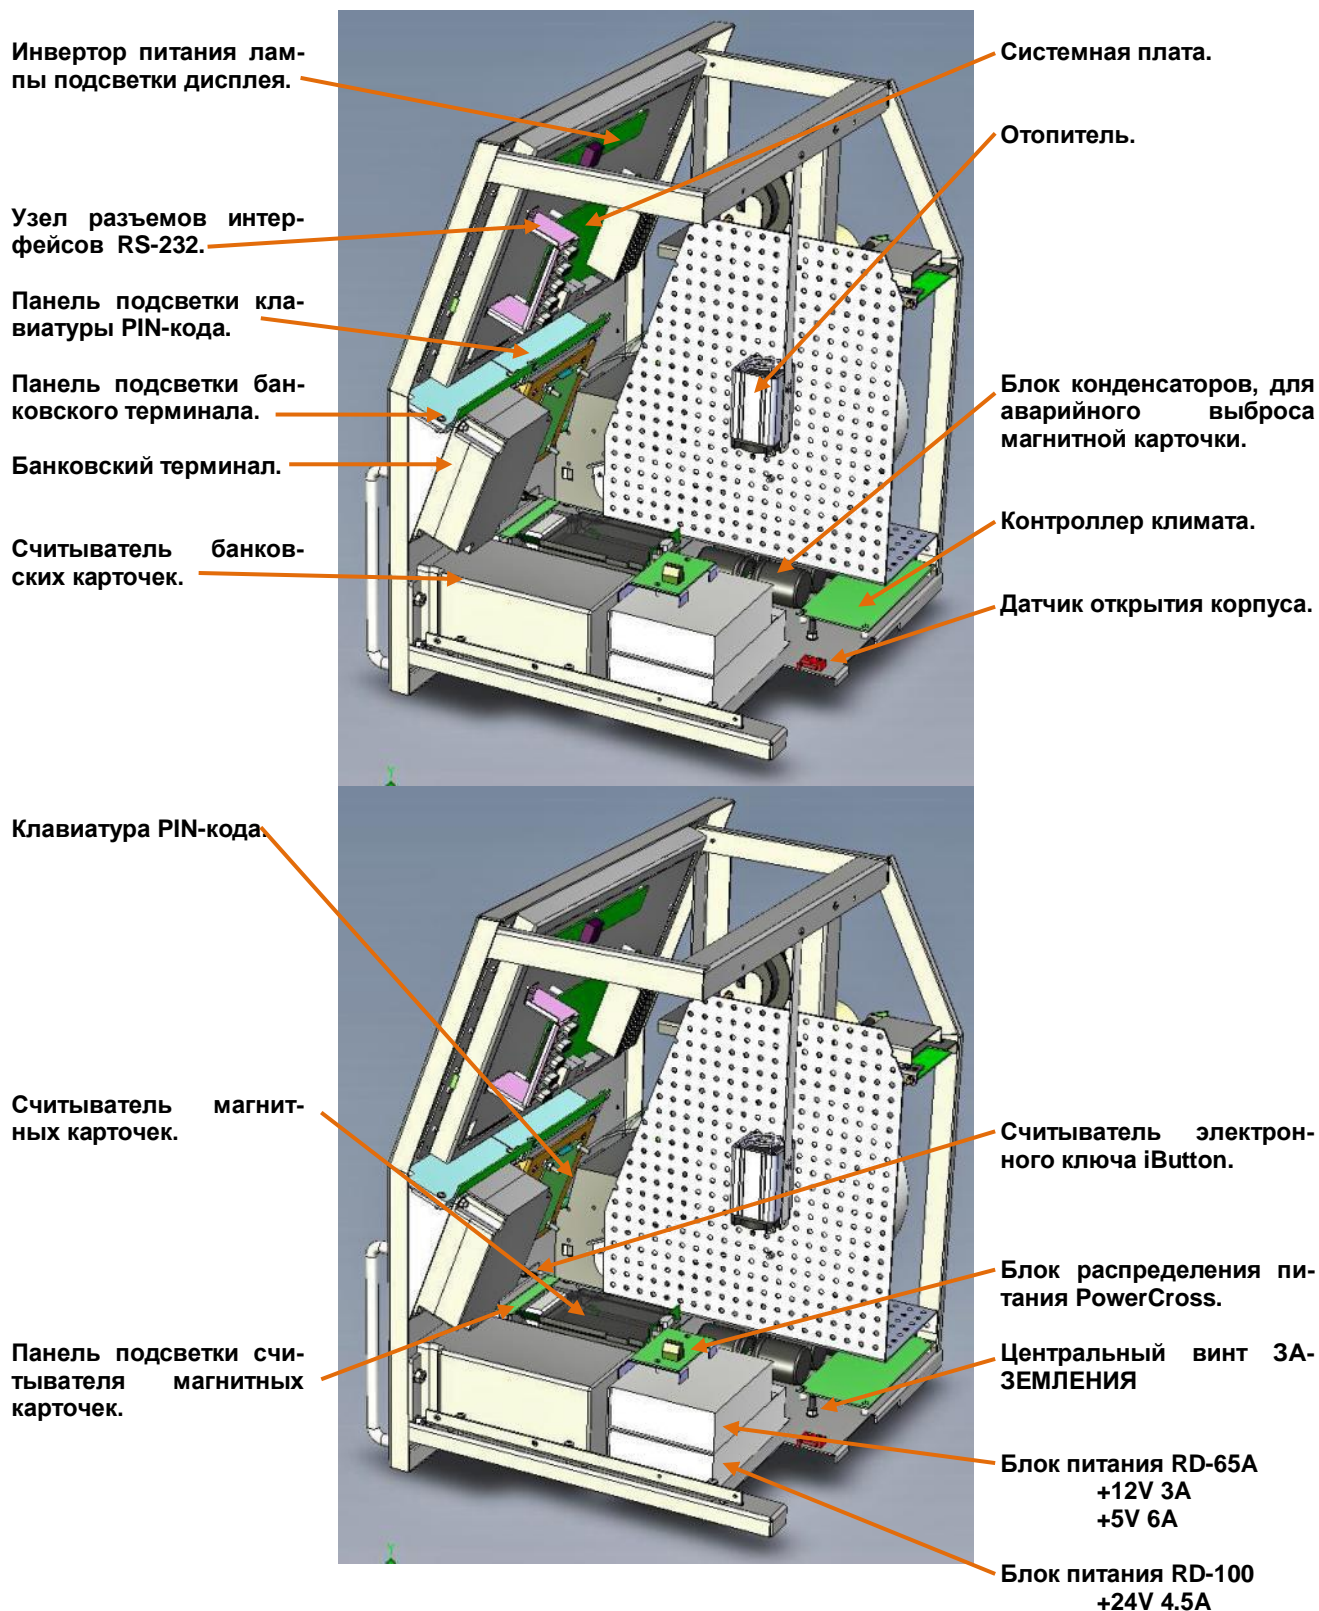 Инвертор питания лам-
пы подсветки дисплея.
Узел разъемов интер-
фейсов RS-232.
Панель подсветки кла-
виатуры PIN-кода.
Панель подсветки бан-
ковского терминала.
Банковский терминал.
Считыватель банков-
ских карточек.
Системная плата.
Отопитель.
Блок конденсаторов, для
аварийного выброса
магнитной карточки.
Контроллер климата.
Датчик открытия корпуса.
Y
Клавиатура PIN-кода.
Считыватель магнит-
ных карточек.
Панель подсветки счи-
тывателя магнитных
карточек.
Считыватель электрон-
ного ключа iButton.
Блок распределения пи-
тания PowerCross.
Центральный винт ЗА-
ЗЕМЛЕНИЯ
Блок питания RD-65A
+12V 3A
+5V 6A
Блок питания RD-100
+24V 4.5A
Y